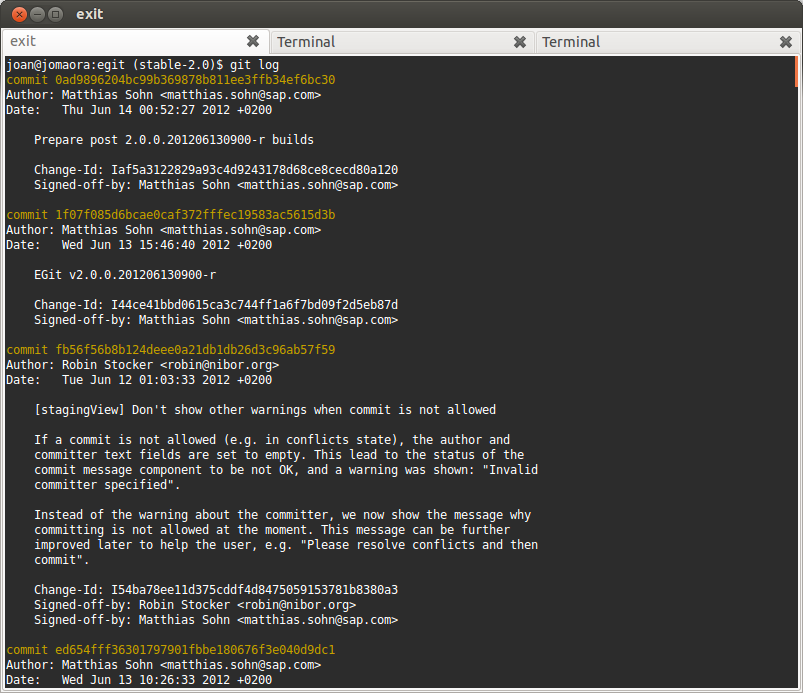 exit
exit
Terminal
Terminal
joan@jomaora:egit (stable-2.0)$ git log
commit 0ad9896204bc99b369878b811ee3ffb34ef6bc30
Author: Matthias Sohn <matthias.sohn@sap.com>
Date:   Thu Jun 14 00:52:27 2012 +0200
    Prepare post 2.0.0.201206130900-r builds
    Change-Id: Iaf5a3122829a93c4d9243178d68ce8cecd80a120
    Signed-off-by: Matthias Sohn <matthias.sohn@sap.com>
commit 1f07f085d6bcae0caf372fffec19583ac5615d3b
Author: Matthias Sohn <matthias.sohn@sap.com>
Date:   Wed Jun 13 15:46:40 2012 +0200
    EGit v2.0.0.201206130900-r
    Change-Id: I44ce41bbd0615ca3c744ff1a6f7bd09f2d5eb87d
    Signed-off-by: Matthias Sohn <matthias.sohn@sap.com>
commit fb56f56b8b124deee0a21db1db26d3c96ab57f59
Author: Robin Stocker <robin@nibor.org>
Date:   Tue Jun 12 01:03:33 2012 +0200
    [stagingView] Don't show other warnings when commit is not allowed
    If a commit is not allowed (e.g. in conflicts state), the author and
    committer text fields are set to empty. This lead to the status of the
    commit message component to be not OK, and a warning was shown: "Invalid
    committer specified".
    Instead of the warning about the committer, we now show the message why
    committing is not allowed at the moment. This message can be further
    improved later to help the user, e.g. "Please resolve conflicts and then
    commit".
    Change-Id: I54ba78ee11d375cddf4d8475059153781b8380a3
    Signed-off-by: Robin Stocker <robin@nibor.org>
    Signed-off-by: Matthias Sohn <matthias.sohn@sap.com>
commit ed654fff36301797901fbbe180676f3e040d9dc1
Author: Matthias Sohn <matthias.sohn@sap.com>
Date:   Wed Jun 13 10:26:33 2012 +0200